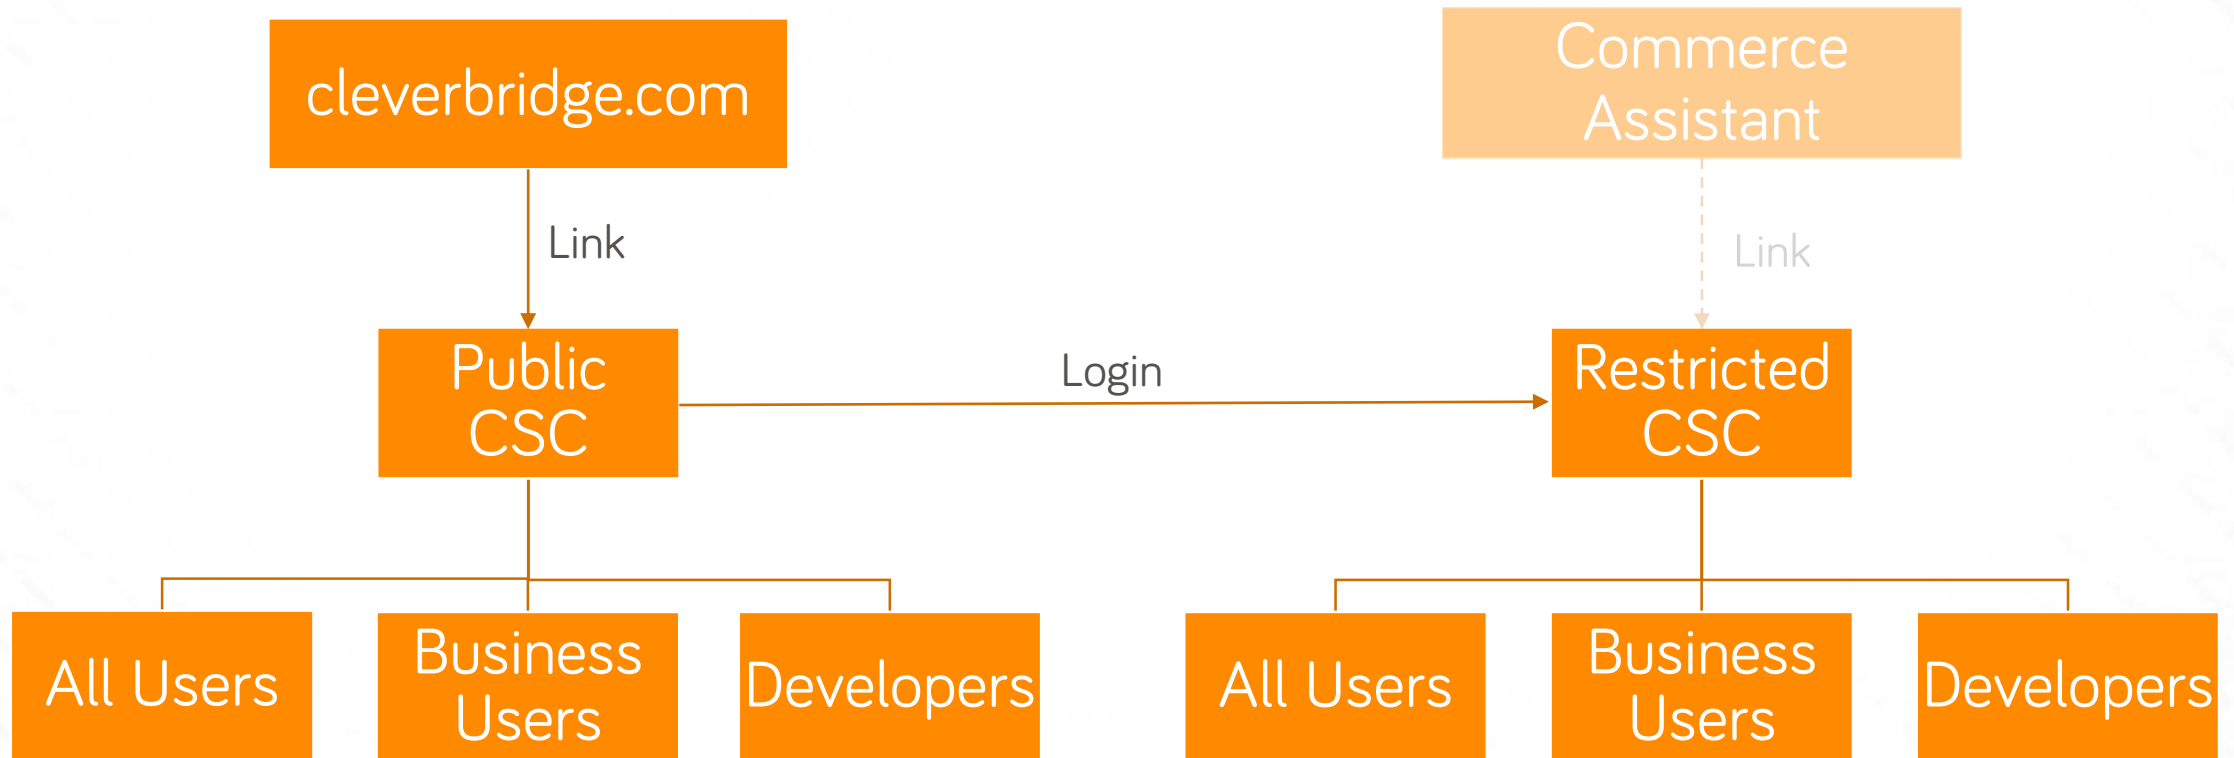 cleverbridge.com
Commerce
Assistant
Link
Link
Public
CSC
Login
Restricted
CSC
All Users
Business
Users
Developers
All Users
Business
Users
Developers